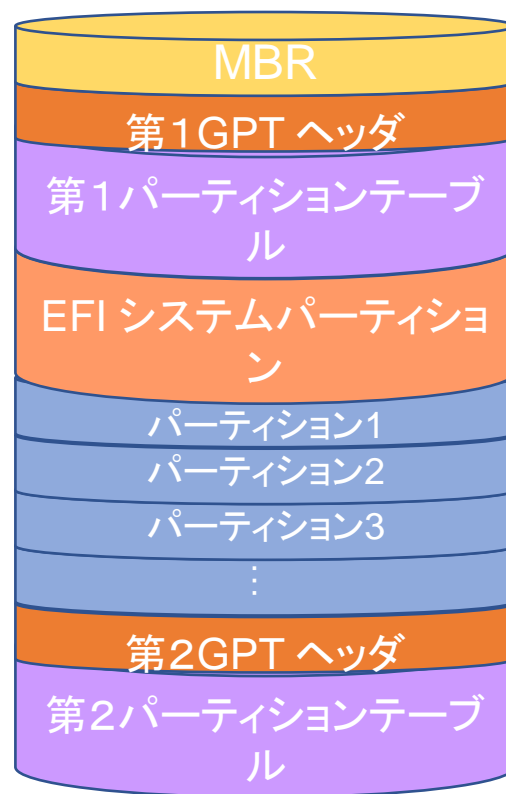 MBR
第１GPT ヘッダ
第１パーティションテーブ
ル
EFI システムパーティショ
ン
パーティション1
パーティション2
パーティション3
⋮
第２GPT ヘッダ
第２パーティションテーブ
ル